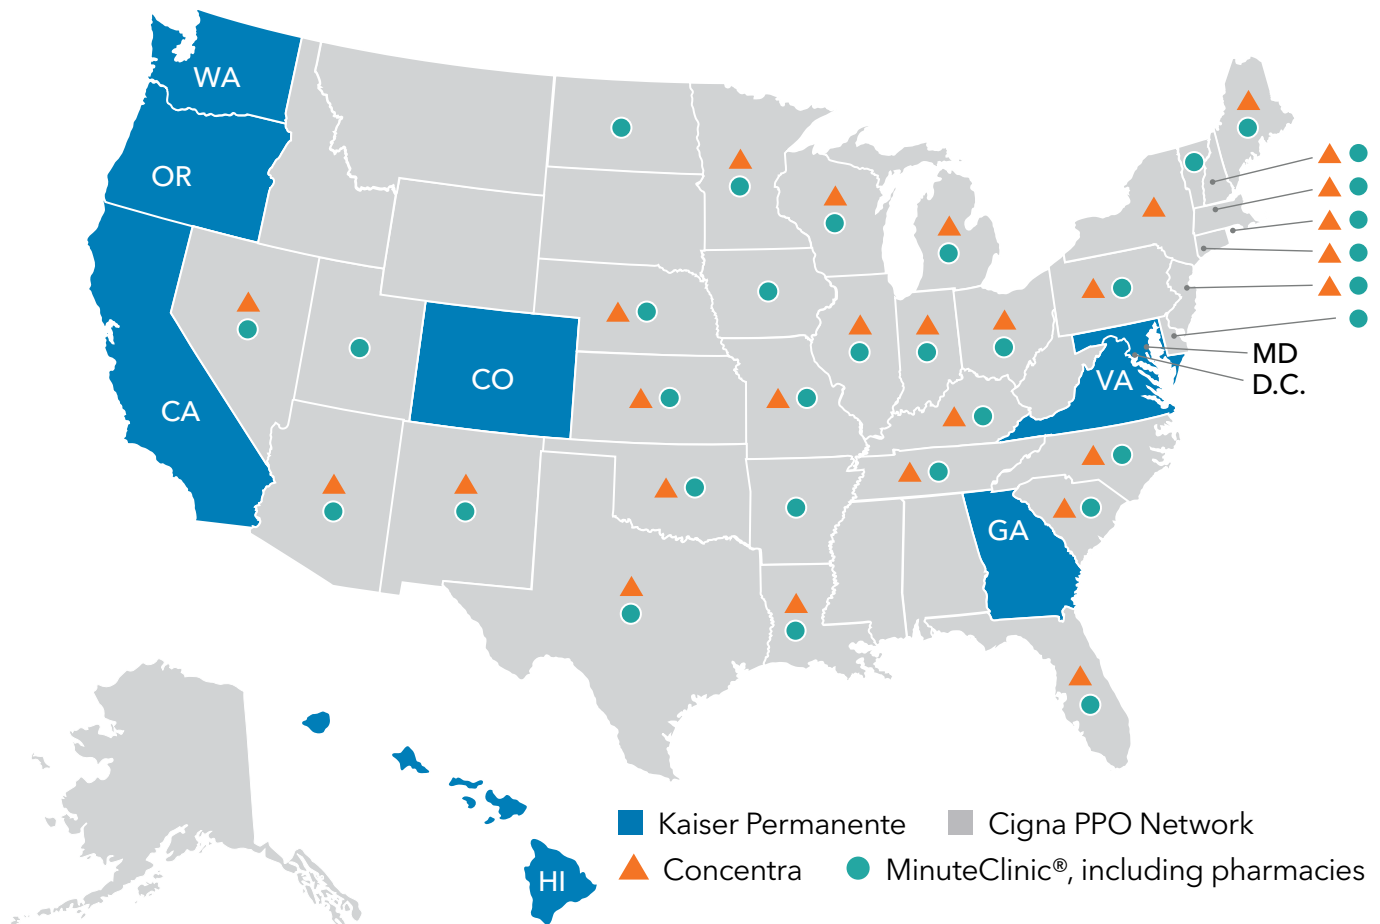 WA
OR
CA
CO
MD
VA
D.C.
GA
HI
Kaiser Permanente
Cigna PPO Network
Concentra
MinuteClinic®, including pharmacies